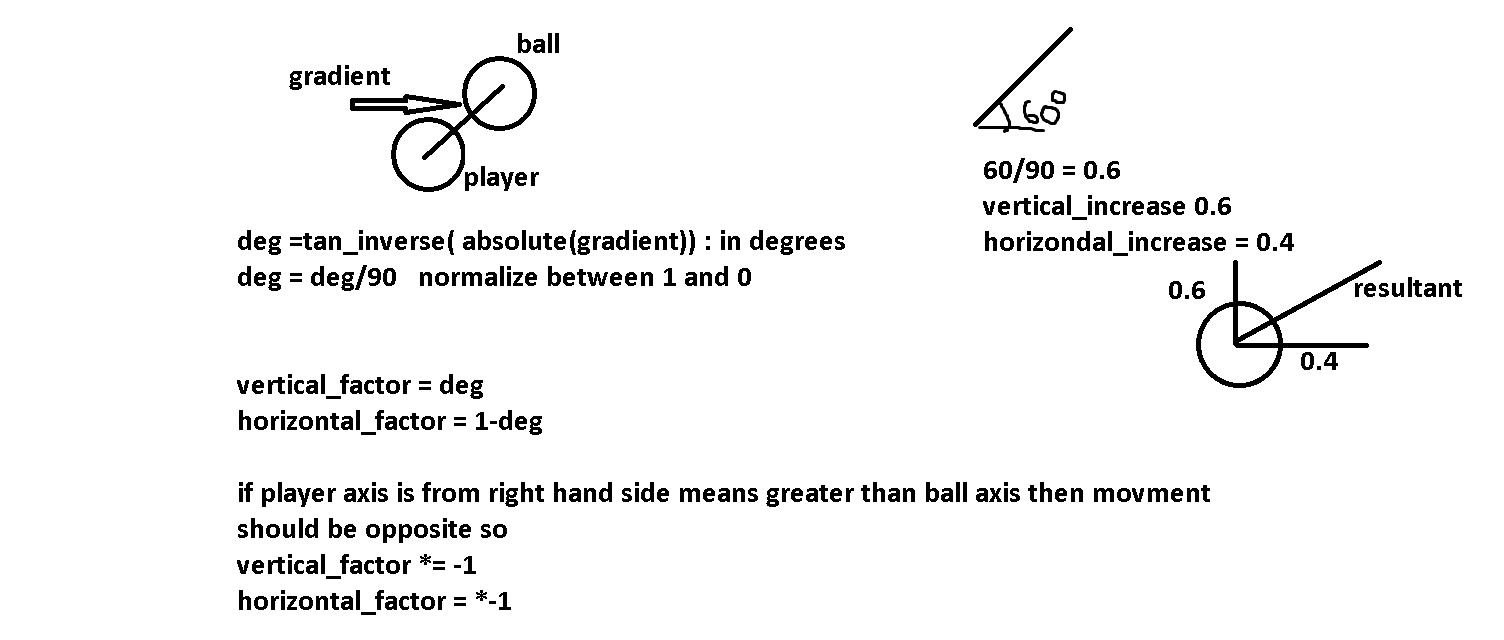 ball
gradient
player
deg =tan_inverse( absolute(gradient)) : in degrees
deg = deg/90   normalize between 1 and 0
vertical_factor = deg
horizontal_factor = 1-deg
if player axis is from right hand side means greater than ball axis then movment
should be opposite so
vertical_factor *= -1
horizontal_factor = *-1
60°
60/90 = 0.6
vertical_increase 0.6
horizondal_increase = 0.4
0.6
resultant
0.4